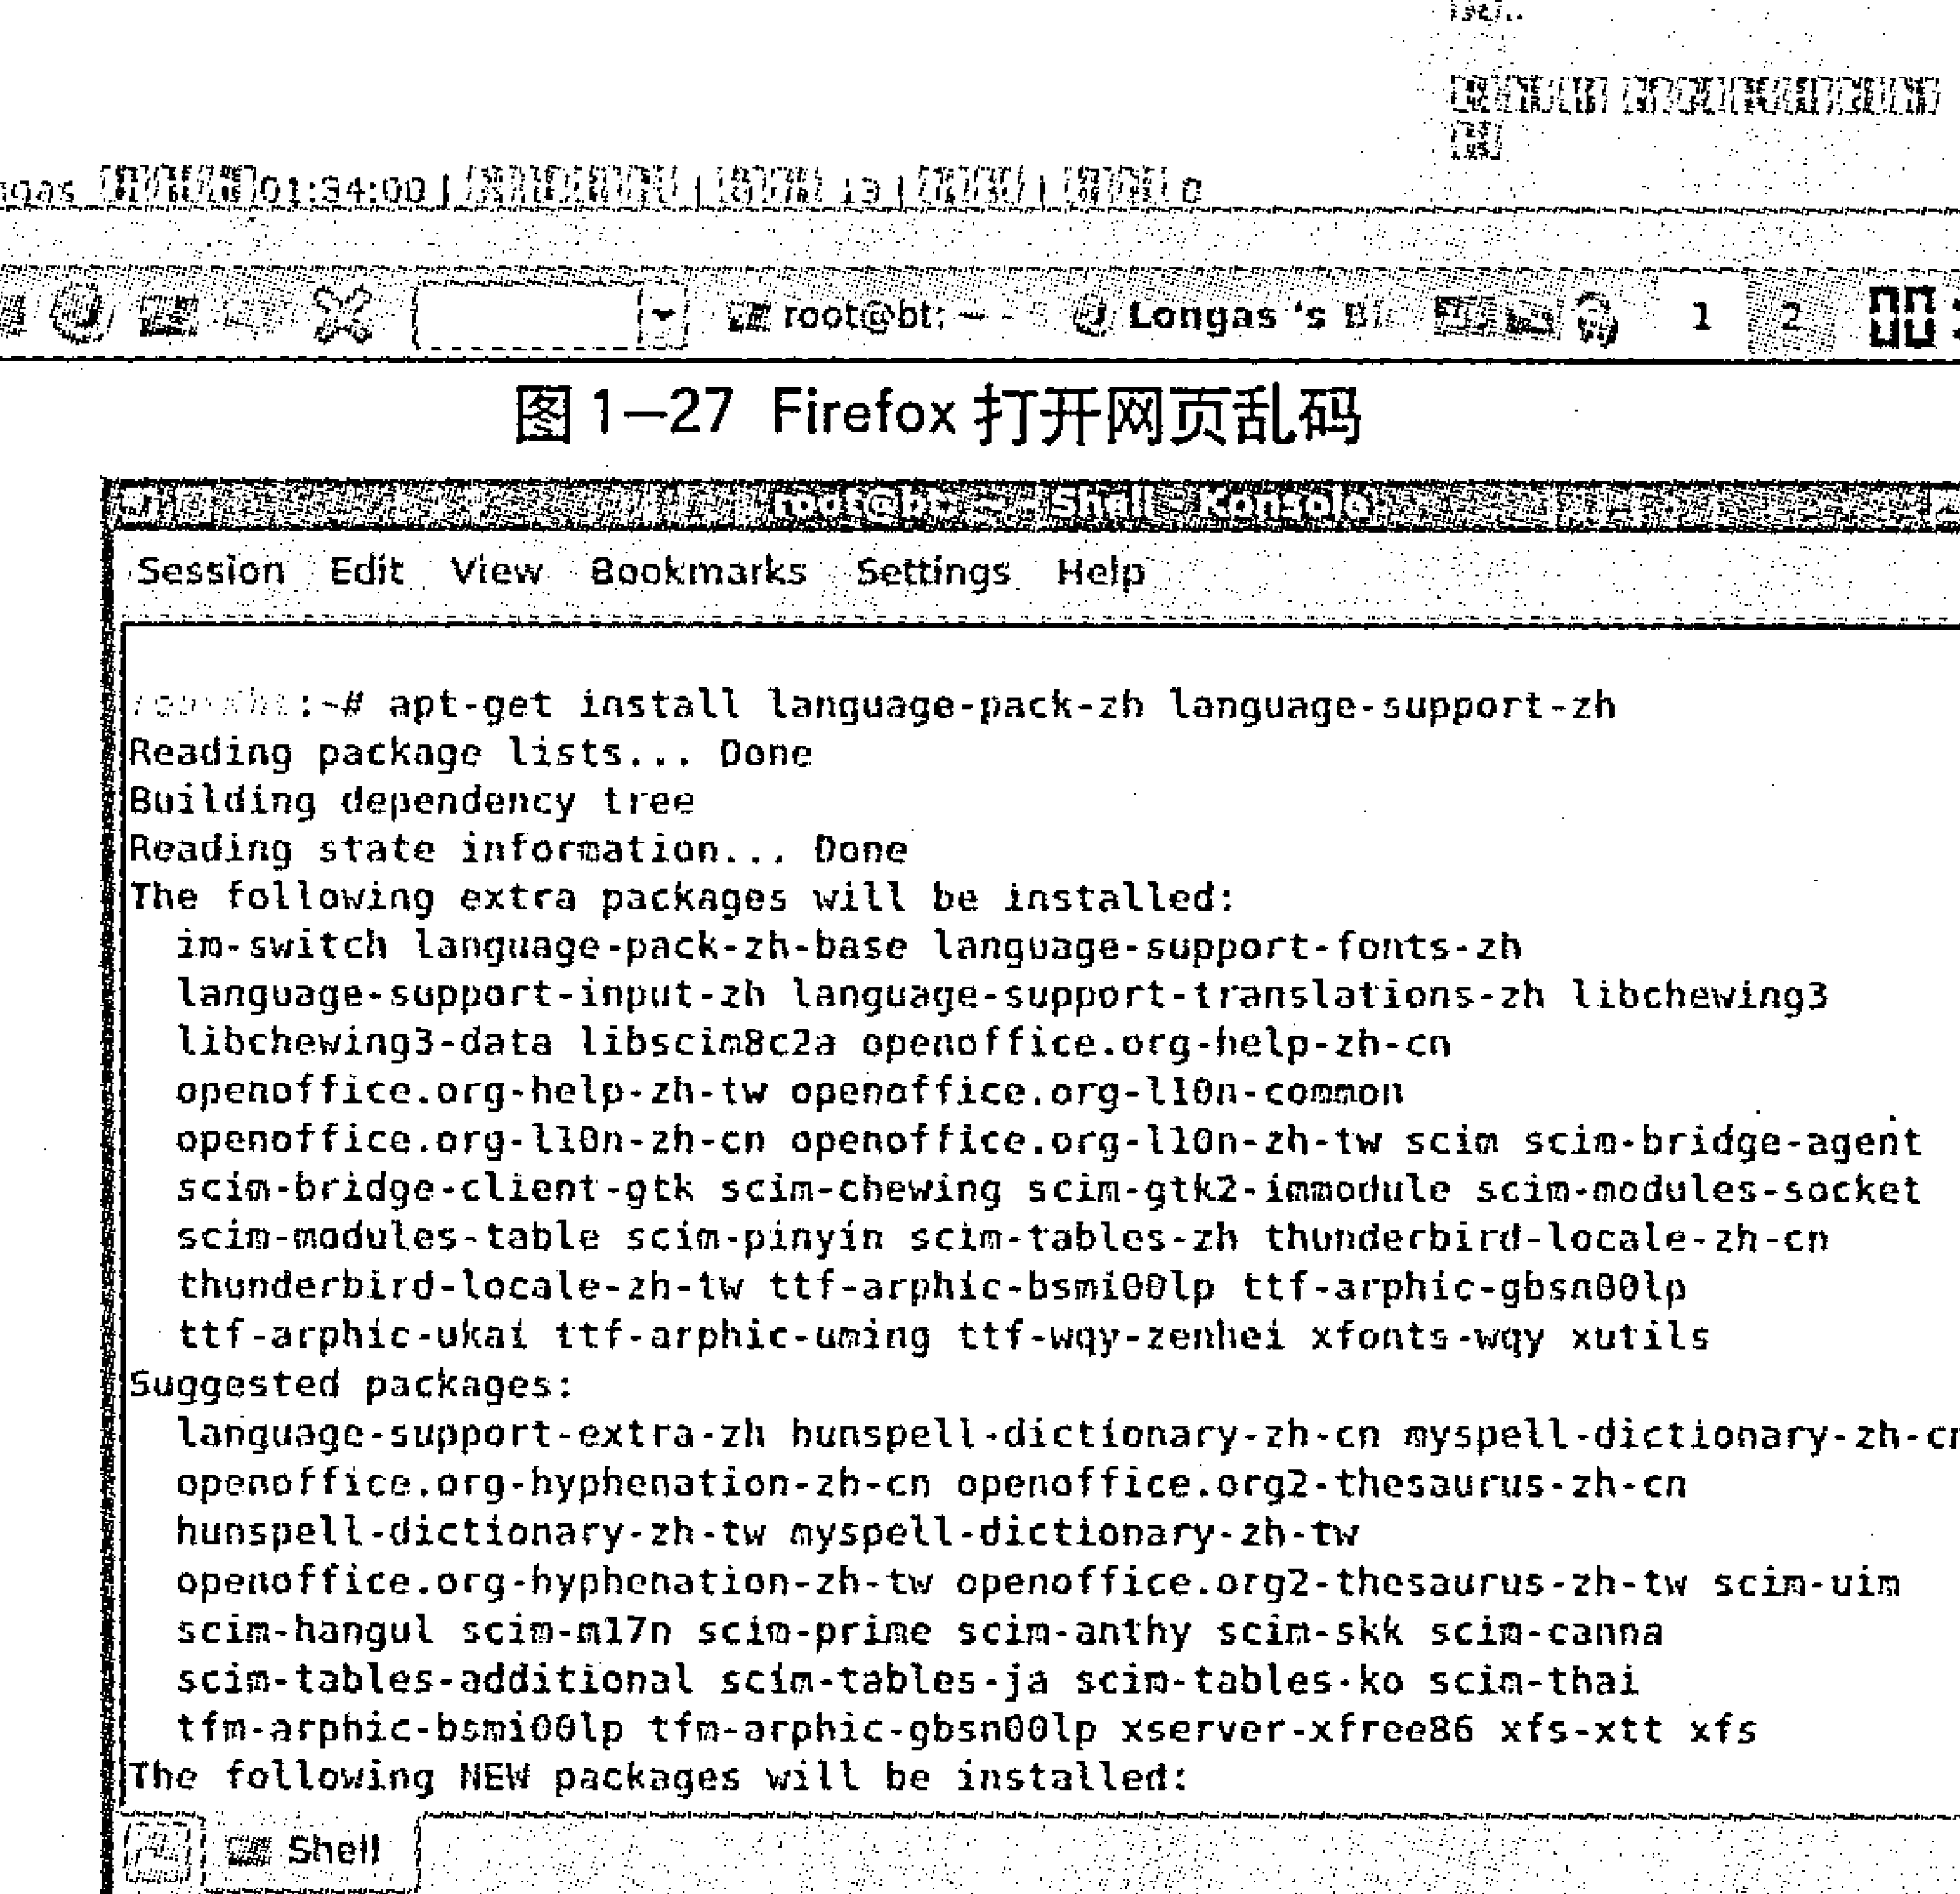 01:34:00 | 13 | 0
root@bt: ~ - S Longas 's Bl 1 2
图 1—27 Firefox 打开网页乱码
root@bt: ~ - Shell - Konsole
Session Edit View Bookmarks Settings Help
:~# apt-get install language-pack-zh language-support-zh
Reading package lists... Done
Building dependency tree
Reading state information... Done
The following extra packages will be installed:
im-switch language-pack-zh-base language-support-fonts-zh
language-support-input-zh language-support-translations-zh libchewing3
libchewing3-data libscim8c2a openoffice.org-help-zh-cn
openoffice.org-help-zh-tw openoffice.org-l10n-common
openoffice.org-l10n-zh-cn openoffice.org-l10n-zh-tw scim scim-bridge-agent
scim-bridge-client-gtk scim-chewing scim-gtk2-immodule scim-modules-socket
scim-modules-table scim-pinyin scim-tables-zh thunderbird-locale-zh-cn
thunderbird-locale-zh-tw ttf-arphic-bsmi00lp ttf-arphic-gbsn00lp
ttf-arphic-ukai ttf-arphic-uming ttf-wqy-zenhei xfonts-wqy xutils
Suggested packages:
language-support-extra-zh hunspell-dictionary-zh-cn myspell-dictionary-zh-cn
openoffice.org-hyphenation-zh-cn openoffice.org2-thesaurus-zh-cn
hunspell-dictionary-zh-tw myspell-dictionary-zh-tw
openoffice.org-hyphenation-zh-tw openoffice.org2-thesaurus-zh-tw scim-uim
scim-hangul scim-m17n scim-prime scim-anthy scim-skk scim-canna
scim-tables-additional scim-tables-ja scim-tables-ko scim-thai
tfm-arphic-bsmi00lp tfm-arphic-gbsn00lp xserver-xfree86 xfs-xtt xfs
The following NEW packages will be installed:
Shell